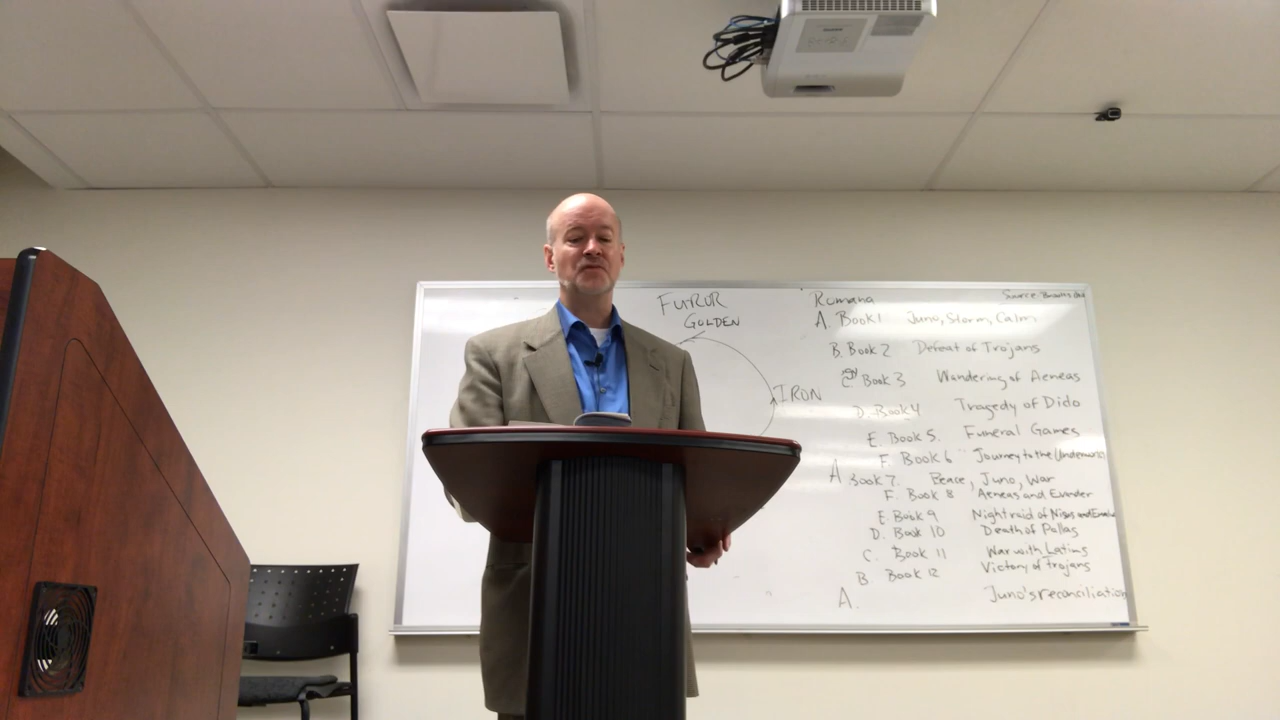 FUROR
GOLDEN
IRON
Romana
Source
A. Book 1 Juno, Storm, Calm
B. Book 2 Defeat of Trojans
C Book 3 Wandering of Aeneas
D. Book 4 Tragedy of Dido
E. Book 5. Funeral Games
F. Book 6 Journey to the
A Book 7. Peace, Juno, War
F. Book 8 Aeneas and Evander
E. Book 9 Night raid of Nisus and
D. Book 10 Death of Pallas
C. Book 11 War with Latins
B Book 12 Victory of Trojans
A. Juno's reconciliation